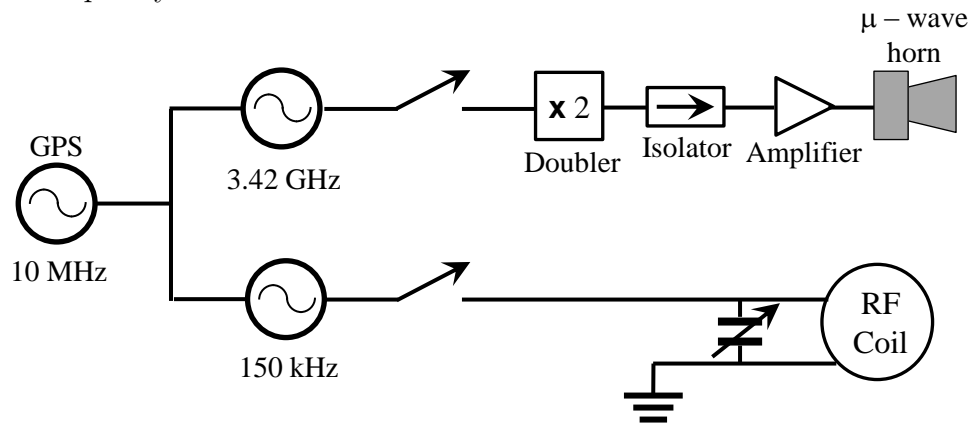 μ – wave
horn
GPS
3.42 GHz
x 2
Doubler
Isolator
Amplifier
10 MHz
150 kHz
RF
Coil